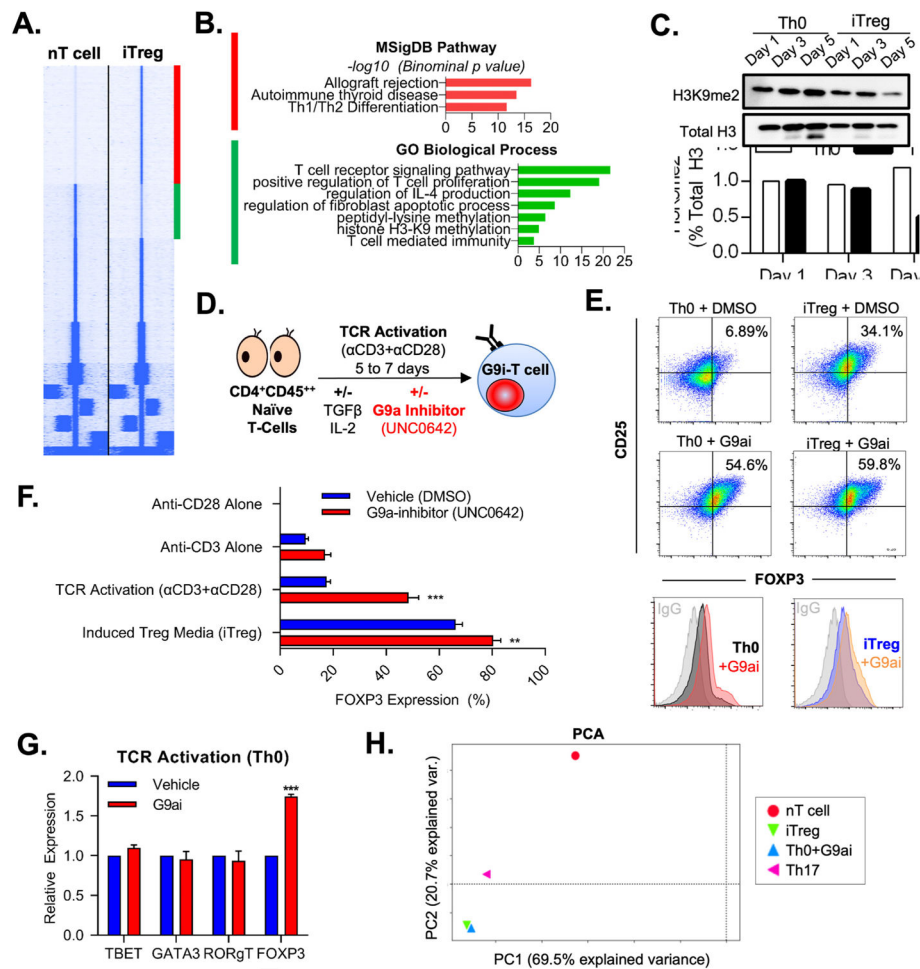 A.
nT cell iTreg
B.
MSigDB Pathway
-log10 (Binominal p value)
Allograft rejection
Autoimmune thyroid disease
Th1/Th2 Differentiation
0 5 10 15 20
GO Biological Process
T cell receptor signaling pathway
positive regulation of T cell proliferation
regulation of IL-4 production
regulation of fibroblast apoptotic process
peptidyl-lysine methylation
histone H3-K9 methylation
T cell mediated immunity
0 5 10 15 20 25
C.
Th0 iTreg
Day 1 Day 3 Day 5 Day 1 Day 3 Day 5
H3K9me2
Total H3
(% Total H3
1.0
0.5
0.0
Day 1 Day 3
D.
TCR Activation
(αCD3+αCD28)
5 to 7 days
CD4+CD45++
Naïve
T-Cells
+/-
TGFβ
IL-2
+/-
G9a Inhibitor
(UNC0642)
G9i-T cell
E.
Th0 + DMSO
6.89%
iTreg + DMSO
34.1%
Th0 + G9ai
54.6%
iTreg + G9ai
59.8%
CD25
FOXP3
IgG
Th0
+G9ai
IgG
iTreg
+G9ai
F.
Vehicle (DMSO)
G9a-inhibitor (UNC0642)
Anti-CD28 Alone
Anti-CD3 Alone
TCR Activation (αCD3+αCD28)
***
Induced Treg Media (iTreg)
**
0 20 40 60 80 100
FOXP3 Expression (%)
G.
TCR Activation (Th0)
Vehicle
G9ai
***
Relative Expression
2.0
1.5
1.0
0.5
0.0
TBET GATA3 RORgT FOXP3
H.
PCA
PC2 (20.7% explained var.)
PC1 (69.5% explained variance)
nT cell
iTreg
Th0+G9ai
Th17